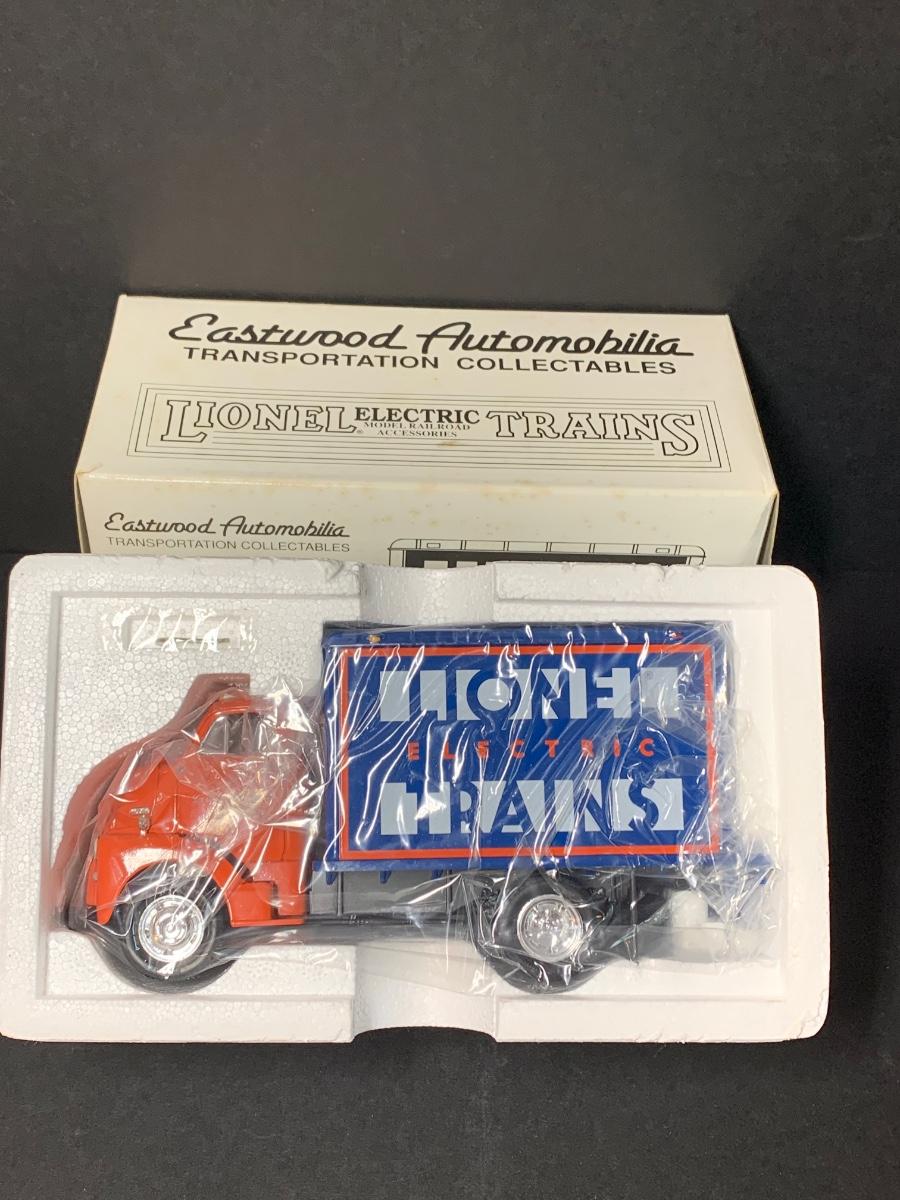 Eastwood Automobilia
TRANSPORTATION COLLECTABLES
LIONEL® ELECTRIC TRAINS
MODEL RAILROAD
ACCESSORIES
Eastwood Automobilia
TRANSPORTATION COLLECTABLES
LIONEL®
ELECTRIC
TRAINS